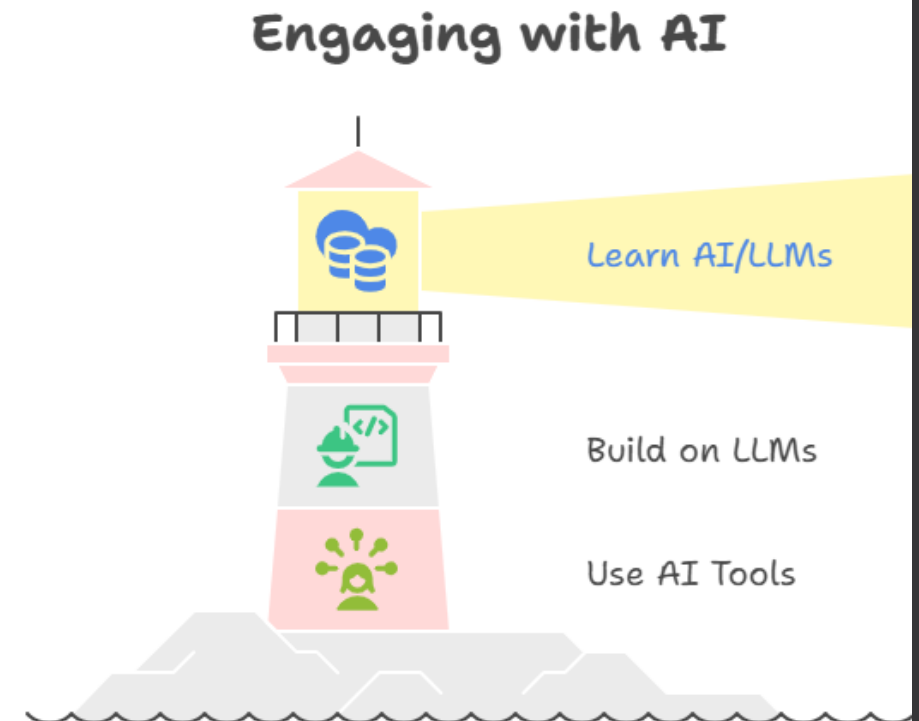 Engaging with AI
Learn AI/LLMs
</>
Build on LLMs
Use AI Tools